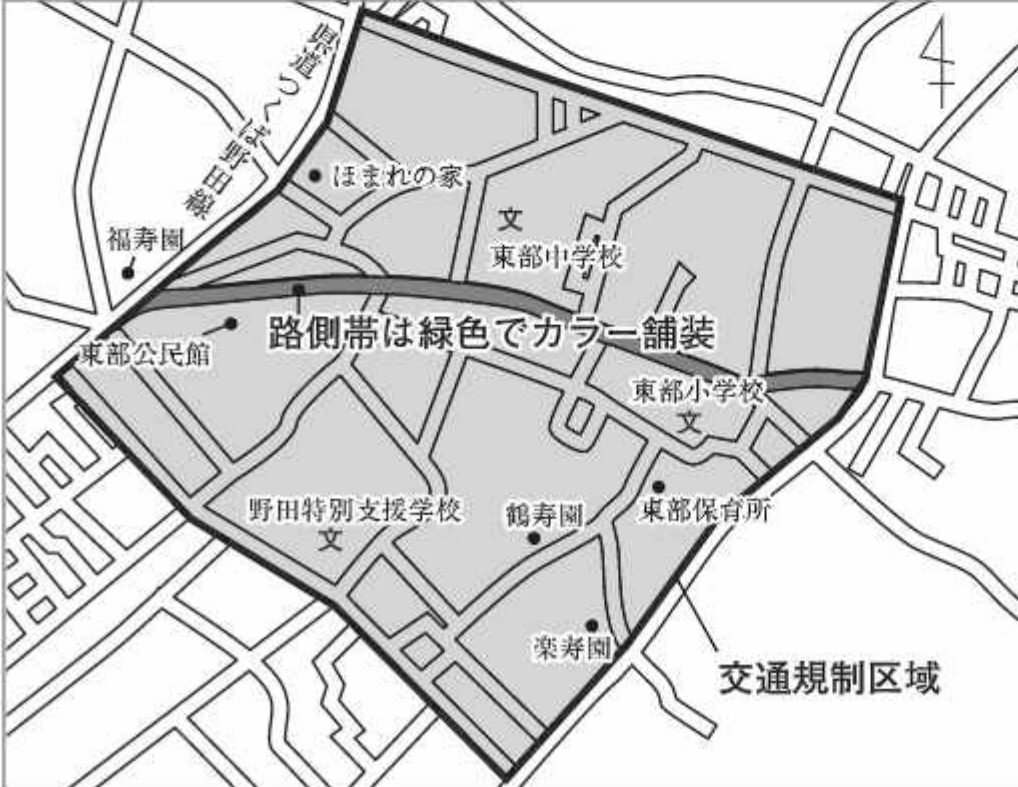 県道つくば野田線
ほまれの家
文
東部中学校
福寿園
東部公民館
路側帯は緑色でカラー舗装
東部小学校
文
野田特別支援学校
文
鶴寿園
東部保育所
楽寿園
交通規制区域